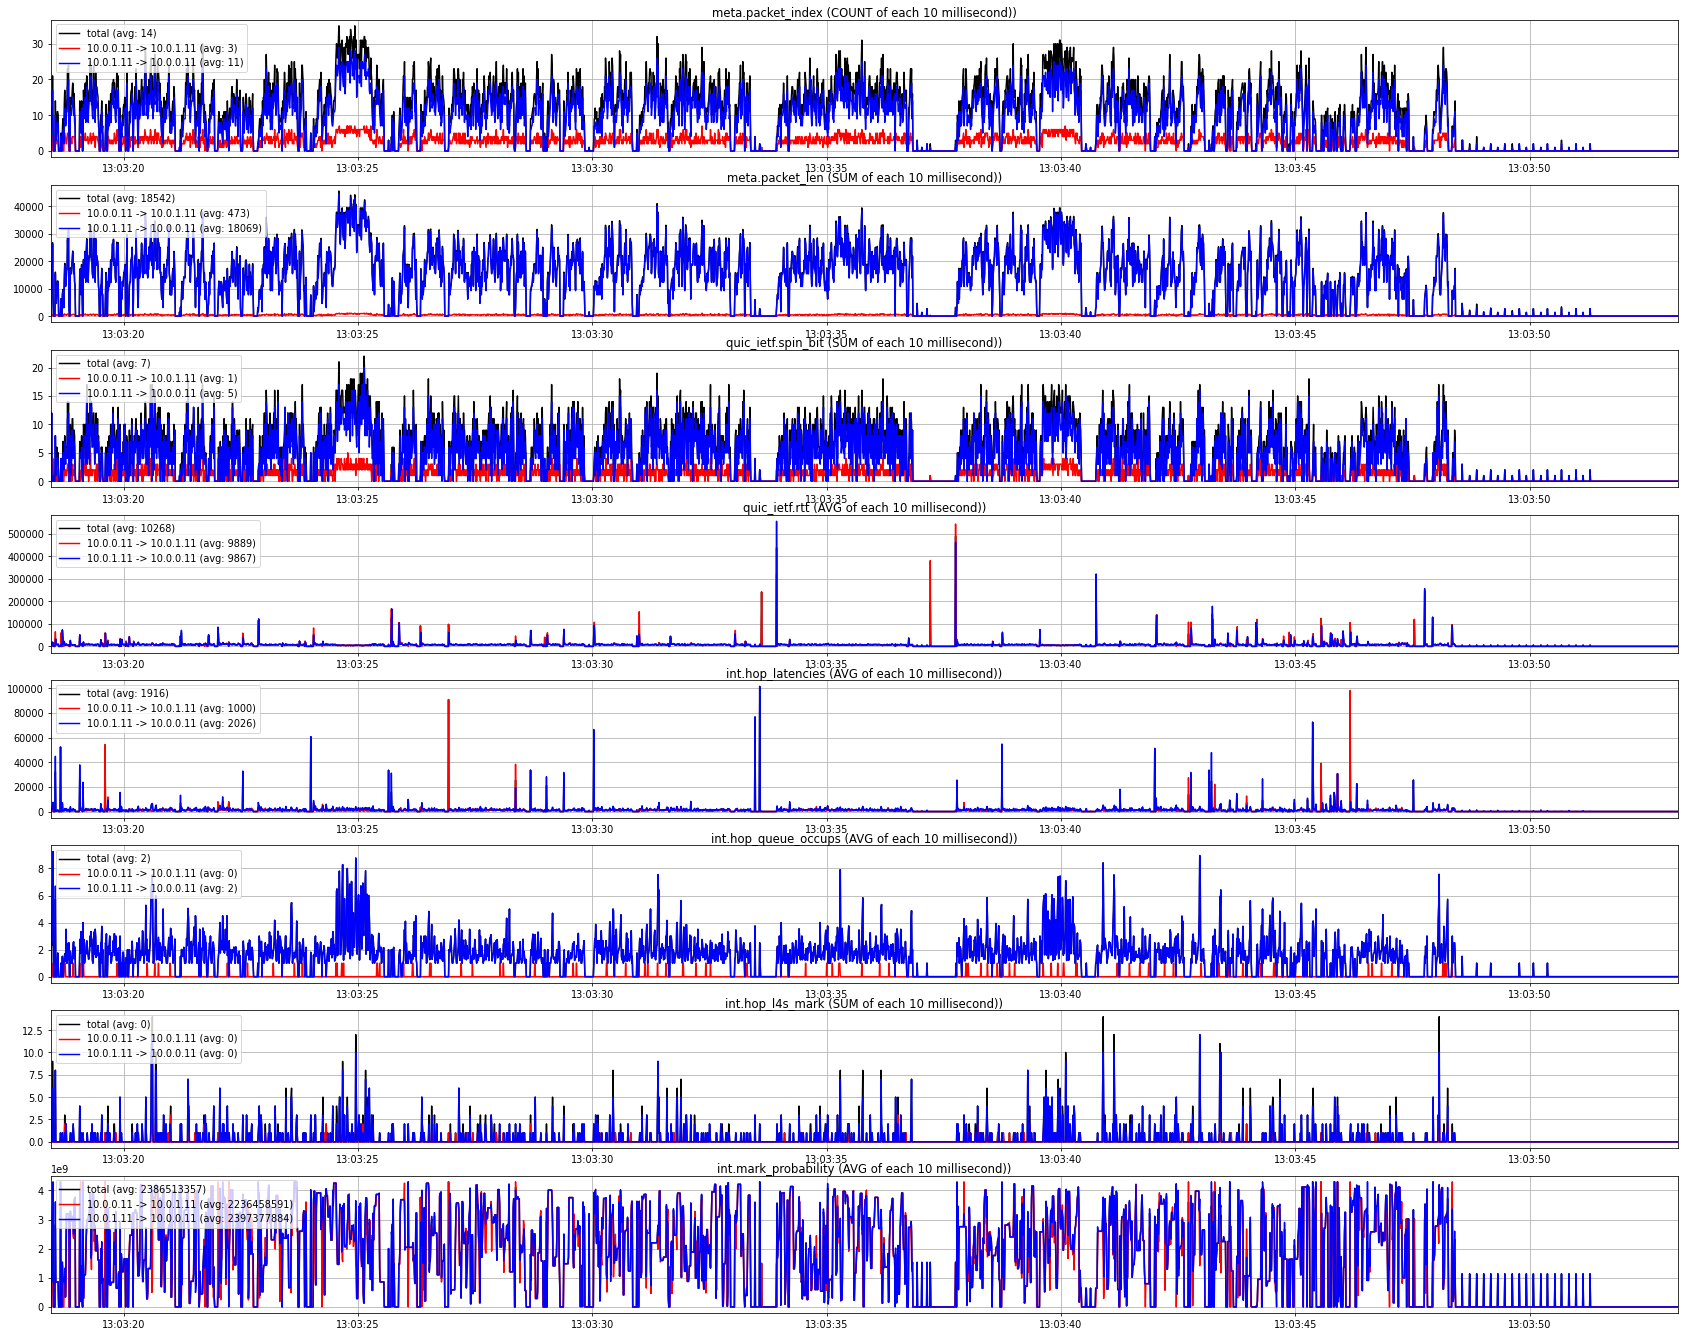 meta.packet_index (COUNT of each 10 millisecond))
total (avg: 14)
10.0.0.11 -> 10.0.1.11 (avg: 3)
10.0.1.11 -> 10.0.0.11 (avg: 11)
30
20
10
0
13:03:20 13:03:25 13:03:30 13:03:35 13:03:40 13:03:45 13:03:50
meta.packet_len (SUM of each 10 millisecond))
total (avg: 18542)
10.0.0.11 -> 10.0.1.11 (avg: 473)
10.0.1.11 -> 10.0.0.11 (avg: 18069)
40000
30000
20000
10000
0
13:03:20 13:03:25 13:03:30 13:03:35 13:03:40 13:03:45 13:03:50
quic_ietf.spin_bit (SUM of each 10 millisecond))
total (avg: 7)
10.0.0.11 -> 10.0.1.11 (avg: 1)
10.0.1.11 -> 10.0.0.11 (avg: 5)
20
15
10
5
0
13:03:20 13:03:25 13:03:30 13:03:35 13:03:40 13:03:45 13:03:50
quic_ietf.rtt (AVG of each 10 millisecond))
total (avg: 10268)
10.0.0.11 -> 10.0.1.11 (avg: 9889)
10.0.1.11 -> 10.0.0.11 (avg: 9867)
500000
400000
300000
200000
100000
0
13:03:20 13:03:25 13:03:30 13:03:35 13:03:40 13:03:45 13:03:50
int.hop_latencies (AVG of each 10 millisecond))
total (avg: 1916)
10.0.0.11 -> 10.0.1.11 (avg: 1000)
10.0.1.11 -> 10.0.0.11 (avg: 2026)
100000
80000
60000
40000
20000
0
13:03:20 13:03:25 13:03:30 13:03:35 13:03:40 13:03:45 13:03:50
int.hop_queue_occups (AVG of each 10 millisecond))
total (avg: 2)
10.0.0.11 -> 10.0.1.11 (avg: 0)
10.0.1.11 -> 10.0.0.11 (avg: 2)
8
6
4
2
0
13:03:20 13:03:25 13:03:30 13:03:35 13:03:40 13:03:45 13:03:50
int.hop_l4s_mark (SUM of each 10 millisecond))
total (avg: 0)
10.0.0.11 -> 10.0.1.11 (avg: 0)
10.0.1.11 -> 10.0.0.11 (avg: 0)
12.5
10.0
7.5
5.0
2.5
0.0
13:03:20 13:03:25 13:03:30 13:03:35 13:03:40 13:03:45 13:03:50
1e9
int.mark_probability (AVG of each 10 millisecond))
total (avg: 2386513357)
10.0.0.11 -> 10.0.1.11 (avg: 2236458591)
10.0.1.11 -> 10.0.0.11 (avg: 2397377884)
4
3
2
1
0
13:03:20 13:03:25 13:03:30 13:03:35 13:03:40 13:03:45 13:03:50